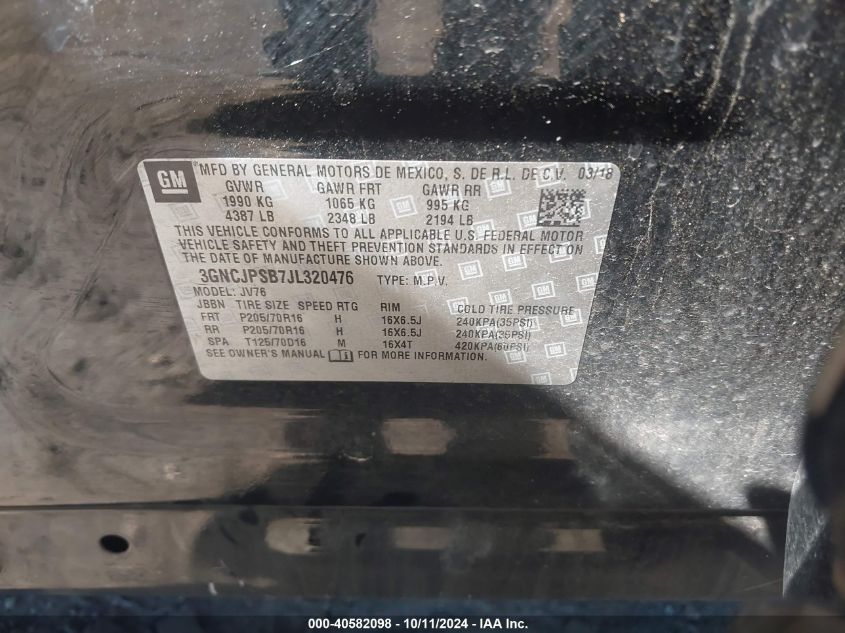 GM
MFD BY GENERAL MOTORS DE MEXICO, S. DE R.L. DE C.V. 03/18
GVWR GAWR FRT GAWR RR
1990 KG 1065 KG 995 KG
4387 LB 2348 LB 2194 LB
THIS VEHICLE CONFORMS TO ALL APPLICABLE U.S. FEDERAL MOTOR
VEHICLE SAFETY AND THEFT PREVENTION STANDARDS IN EFFECT ON
THE DATE OF MANUFACTURE SHOWN ABOVE.
3GNCJPSB7JL320476 TYPE: M.P.V.
MODEL: JV76
JBBN TIRE SIZE SPEED RTG RIM COLD TIRE PRESSURE
FRT P205/70R16 H 16X6.5J 240KPA(35PSI)
RR P205/70R16 H 16X6.5J 240KPA(35PSI)
SPA T125/70D16 M 16X4T 420KPA(60PSI)
SEE OWNER'S MANUAL FOR MORE INFORMATION.
000-40582098 - 10/11/2024 - IAA, Inc.